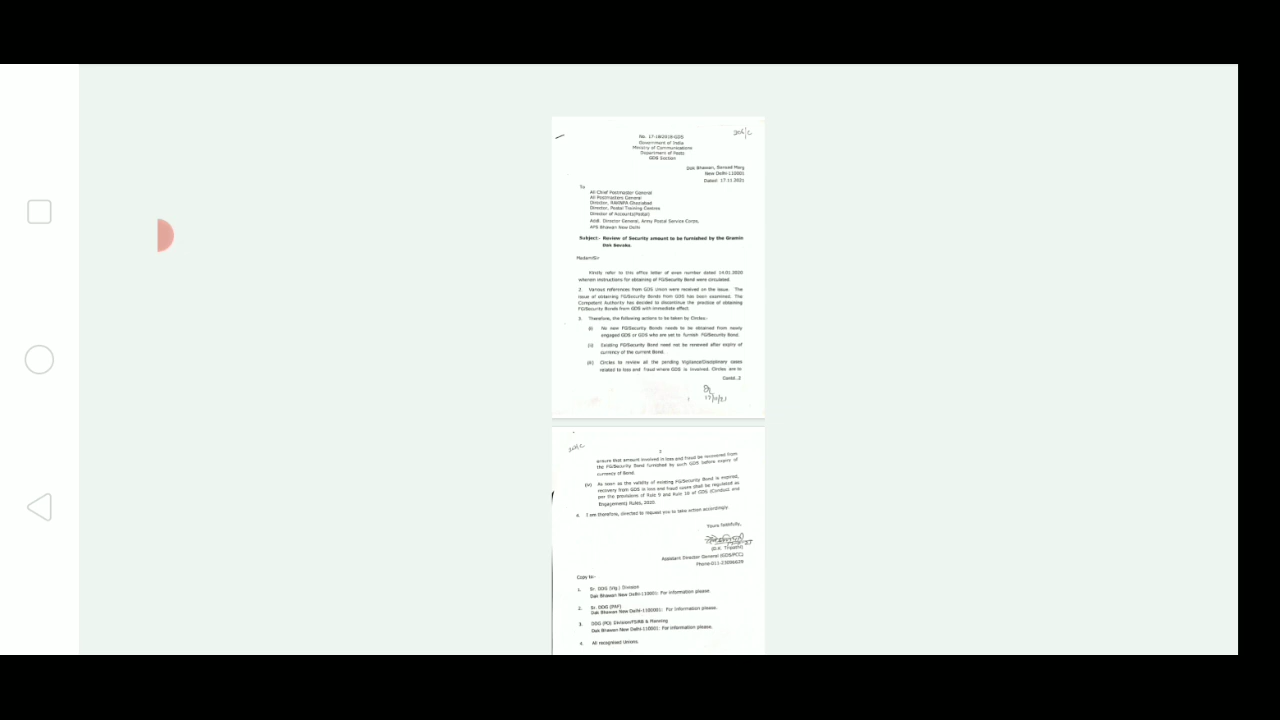 No. 17-18/2018-GDS
Government of India
Ministry of Communications
Department of Posts
GDS Section
Dak Bhawan, Sansad Marg
New Delhi-110001
Dated: 17.11.2021
To
All Chief Postmaster General
All Postmasters General
Director, RAKNPA Ghaziabad
Director, Postal Training Centres
Director of Accounts(Postal)
Addl. Director General, Army Postal Service Corps,
APS Bhawan New Delhi
Subject:- Review of Security amount to be furnished by the Gramin
Dak Sevaks.
Madam/Sir
Kindly refer to this office letter of even number dated 14.01.2020
wherein instructions for obtaining of FG/Security Bond were circulated.
2. Various references from GDS Union were received on the issue. The
issue of obtaining FG/Security Bonds from GDS has been examined. The
Competent Authority has decided to discontinue the practice of obtaining
FG/Security Bonds from GDS with immediate effect.
3. Therefore, the following actions to be taken by Circles:-
(i) No new FG/Security Bonds needs to be obtained from newly
engaged GDS or GDS who are set to furnish FG/Security Bond.
(ii) Existing FG/Security Bond need not be renewed after expiry of
currency of the current Bond.
(iii) Circles to review all the pending Vigilance/Disciplinary cases
related to loss and fraud where GDS is involved. Circles are to
Contd..2
17/11/21
2
ensure that amount involved in loss and fraud be recovered from
the FG/Security Bond furnished by such GDS before expiry of
currency of Bond.
(iv) As soon as the validity of existing FG/Security Bond is expired,
recovery from GDS in loss and fraud cases shall be regulated as
per the provisions of Rule 9 and Rule 10 of GDS (Conduct and
Engagement) Rules, 2020.
4. I am therefore, directed to request you to take action accordingly.
Yours faithfully,
(D.K. Tripathi)
Assistant Director General (GDS/PCC)
Phone:011-23096629
Copy to:-
1. Sr. DDG (Vig.) Division
Dak Bhawan New Delhi-110001: For information please.
2. Sr. DDG (PAF)
Dak Bhawan New Delhi-1100001: For information please.
3. DDG (PO) Division/FS/RB & Planning
Dak Bhawan New Delhi-110001: For information please.
4. All recognised Unions.